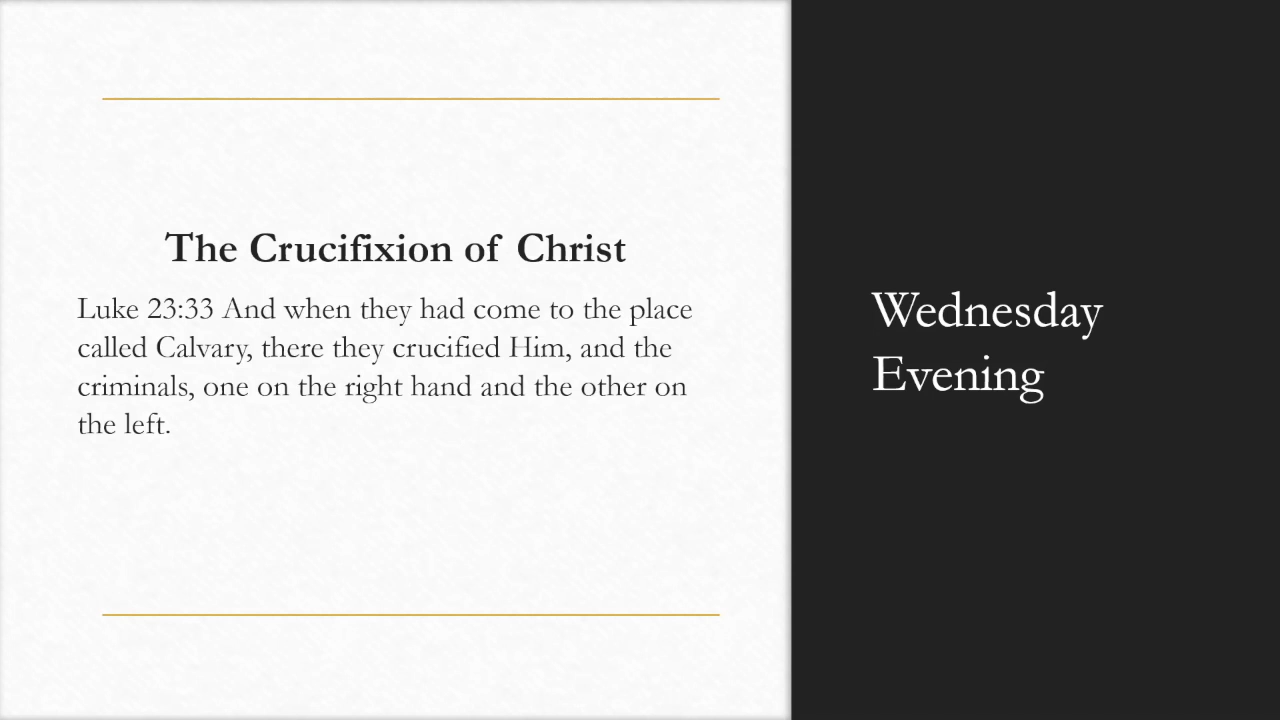 The Crucifixion of Christ
Luke 23:33 And when they had come to the place
called Calvary, there they crucified Him, and the
criminals, one on the right hand and the other on
the left.
Wednesday
Evening